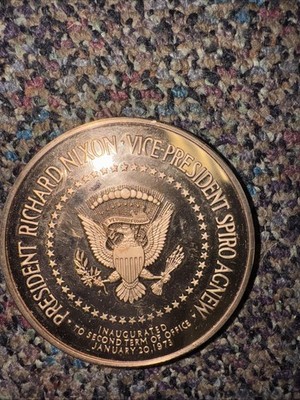 PRESIDENT RICHARD NIXON · VICE-PRESIDENT SPIRO AGNEW ·
INAUGURATED
TO SECOND TERM OF OFFICE
JANUARY 20, 1973